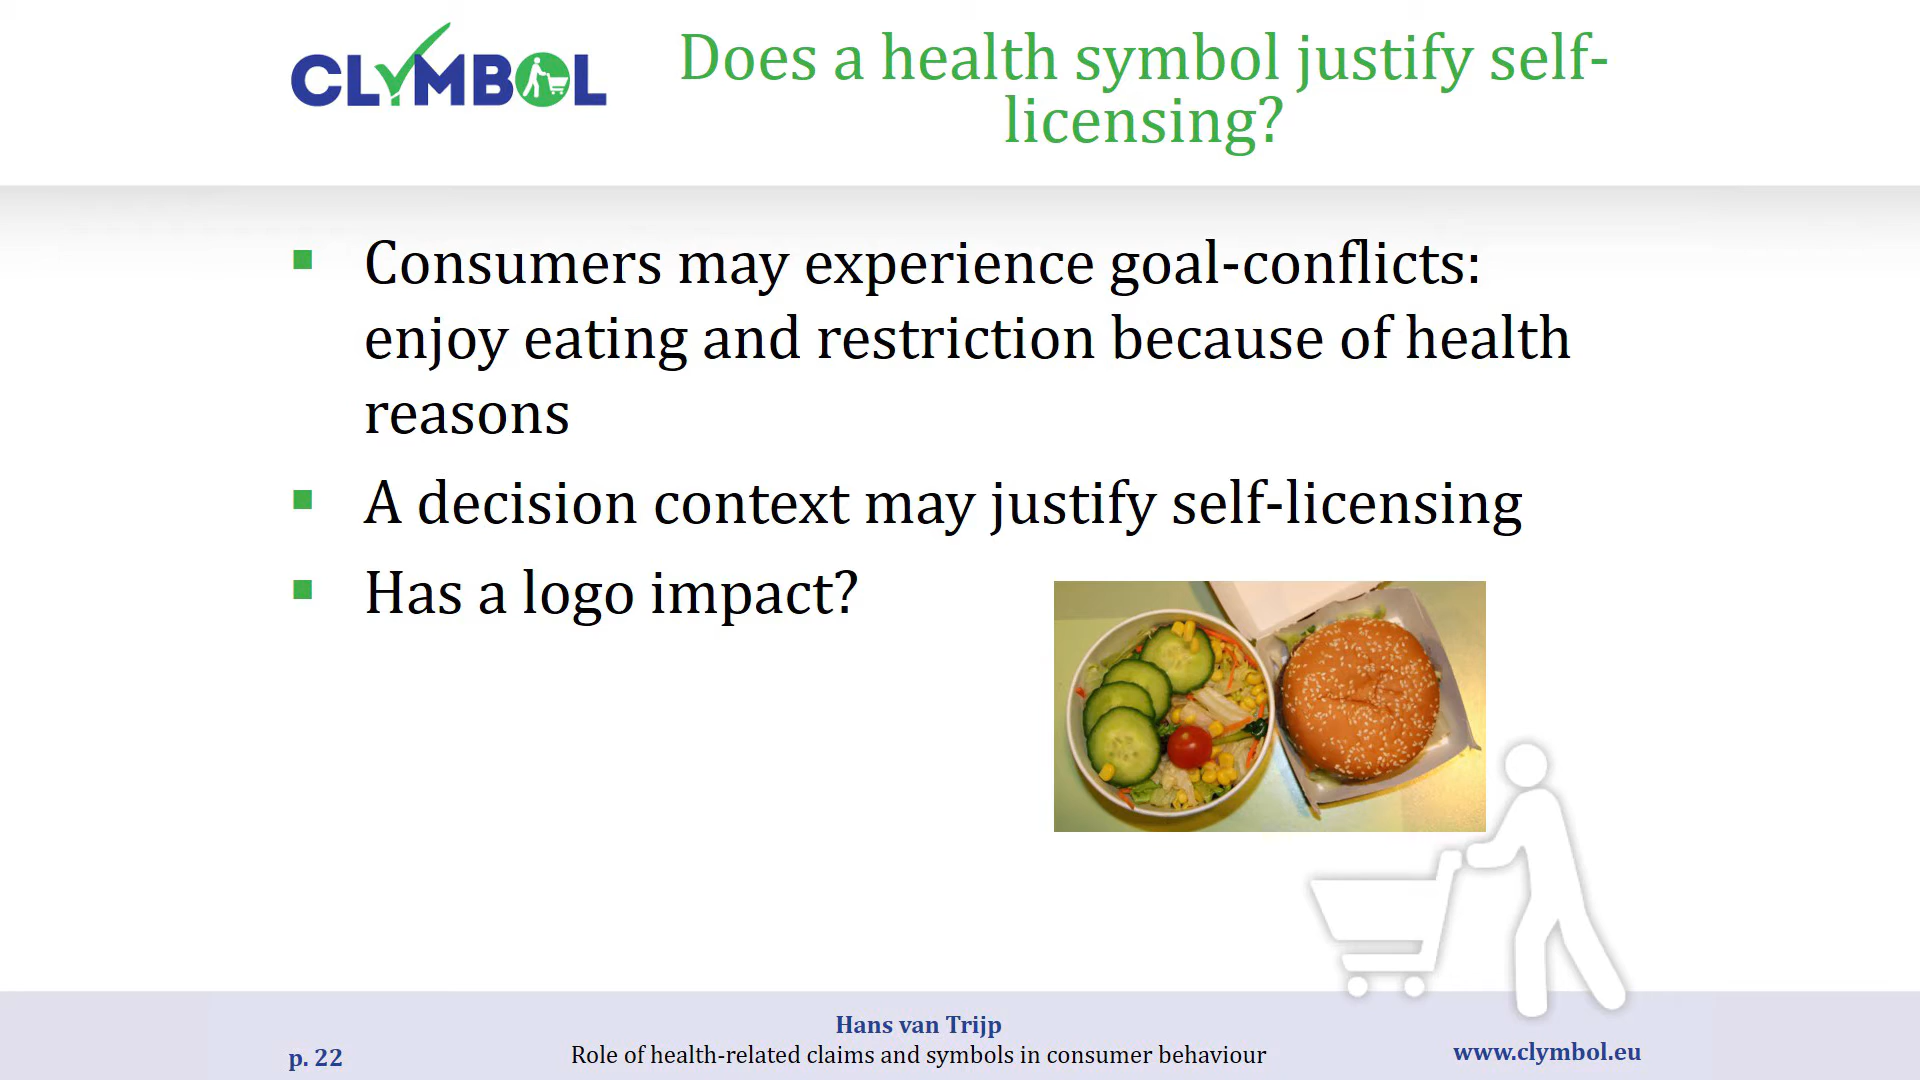 CLYMBOL
Does a health symbol justify self-
licensing?
Consumers may experience goal-conflicts:
enjoy eating and restriction because of health
reasons
A decision context may justify self-licensing
Has a logo impact?
Hans van Trijp
p. 22
Role of health-related claims and symbols in consumer behaviour
www.clymbol.eu